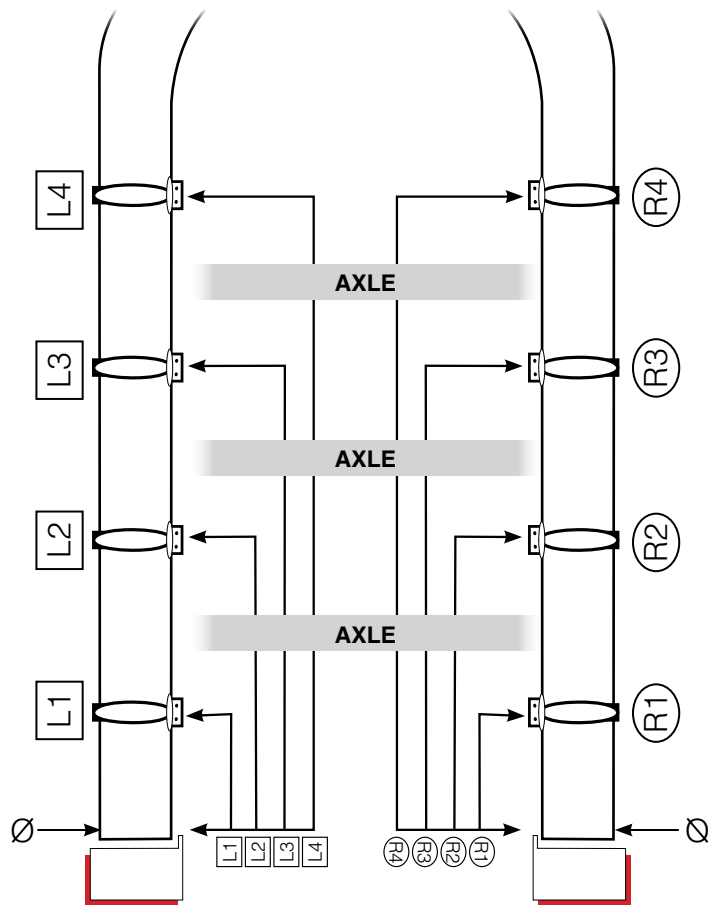 L4
R4
AXLE
L3
R3
AXLE
L2
R2
AXLE
L1
R1
Ø
Ø
L1 L2 L3 L4
R4 R3 R2 R1